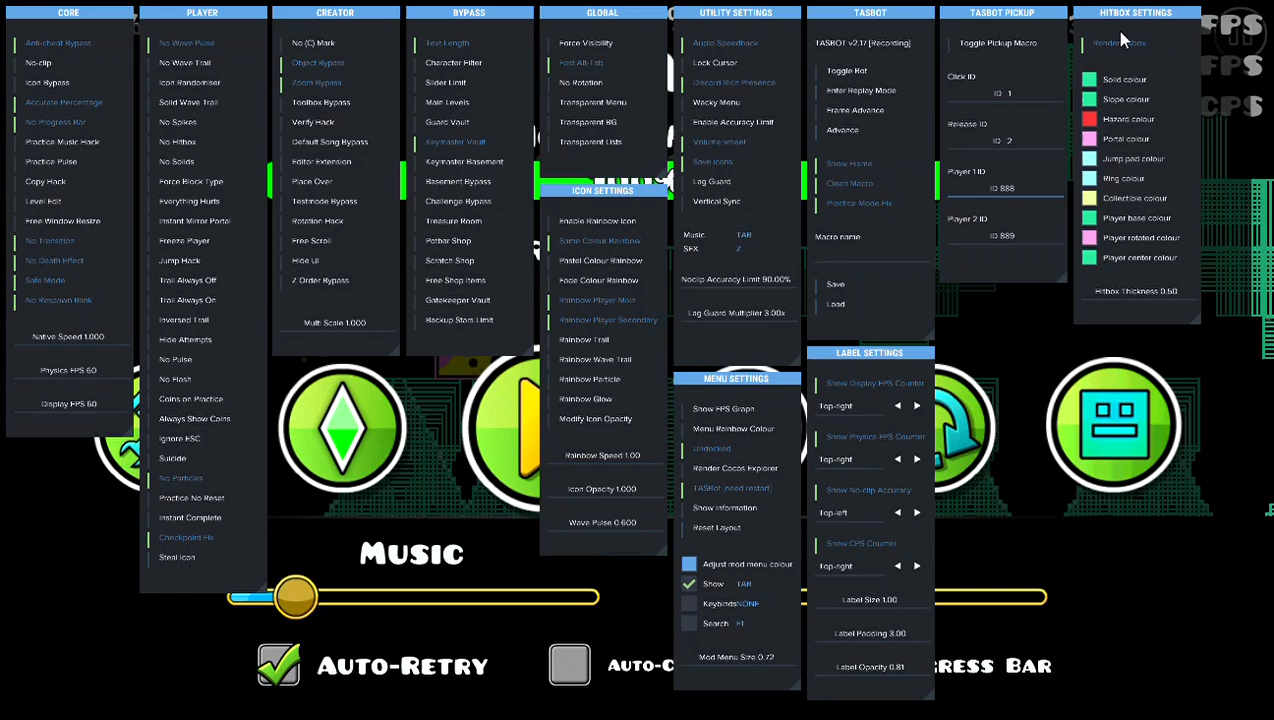 CORE
Anti-cheat Bypass
No-clip
Icon Bypass
Accurate Percentage
No Progress Bar
Practice Music Hack
Practice Pulse
Copy Hack
Level Edit
Free Window Resize
No Transition
No Death Effect
Safe Mode
No Respawn Blink
Native Speed 1.000
Physics FPS 60
Display FPS 60
PLAYER
No Wave Pulse
No Wave Trail
Icon Randomiser
Solid Wave Trail
No Spikes
No Hitbox
No Solids
Force Block Type
Everything Hurts
Instant Mirror Portal
Freeze Player
Jump Hack
Trail Always Off
Trail Always On
Inversed Trail
Hide Attempts
No Pulse
No Flash
Coins on Practice
Always Show Coins
Ignore ESC
Suicide
No Particles
Practice No Reset
Instant Complete
Checkpoint Fix
Steal Icon
CREATOR
No (C) Mark
Object Bypass
Zoom Bypass
Toolbox Bypass
Verify Hack
Default Song Bypass
Editor Extension
Place Over
Testmode Bypass
Rotation Hack
Free Scroll
Hide UI
Z Order Bypass
Multi Scale 1.000
BYPASS
Text Length
Character Filter
Slider Limit
Main Levels
Guard Vault
Keymaster Vault
Keymaster Basement
Basement Bypass
Challenge Bypass
Treasure Room
Potbar Shop
Scratch Shop
Free Shop Items
Gatekeeper Vault
Backup Stars Limit
GLOBAL
Force Visibility
Fast Alt-Tab
No Rotation
Transparent Menu
Transparent BG
Transparent Lists
ICON SETTINGS
Enable Rainbow Icon
Same Colour Rainbow
Pastel Colour Rainbow
Fade Colour Rainbow
Rainbow Player Main
Rainbow Player Secondary
Rainbow Trail
Rainbow Wave Trail
Rainbow Particle
Rainbow Glow
Modify Icon Opacity
Rainbow Speed 1.00
Icon Opacity 1.000
Wave Pulse 0.600
UTILITY SETTINGS
Audio Speedhack
Lock Cursor
Discord Rich Presence
Wacky Menu
Enable Accuracy Limit
Volume wheel
Save Icons
Lag Guard
Vertical Sync
Music TAB
SFX Z
Noclip Accuracy Limit 90.00%
Lag Guard Multiplier 3.00x
MENU SETTINGS
Show FPS Graph
Menu Rainbow Colour
Undocked
Render Cocos Explorer
TASBot [need restart]
Show Information
Reset Layout
Adjust mod menu colour
Show TAB
Keybinds NONE
Search F1
Mod Menu Size 0.72
TASBOT
TASBOT v2.17 [Recording]
Toggle Bot
Enter Replay Mode
Frame Advance
Advance
Show Frame
Clean Macro
Practice Mode Fix
Macro name
Save
Load
LABEL SETTINGS
Show Display FPS Counter
Top-right
Show Physics FPS Counter
Top-right
Show No-clip Accuracy
Top-left
Show CPS Counter
Top-right
Label Size 1.00
Label Padding 3.00
Label Opacity 0.81
TASBOT PICKUP
Toggle Pickup Macro
Click ID
ID 1
Release ID
ID 2
Player 1 ID
ID 888
Player 2 ID
ID 889
HITBOX SETTINGS
Solid colour
Slope colour
Hazard colour
Portal colour
Jump pad colour
Ring colour
Collectible colour
Player base colour
Player rotated colour
Player center colour
Hitbox Thickness 0.50
FPS
FPS
CPS
Music
Auto-Retry
Bar